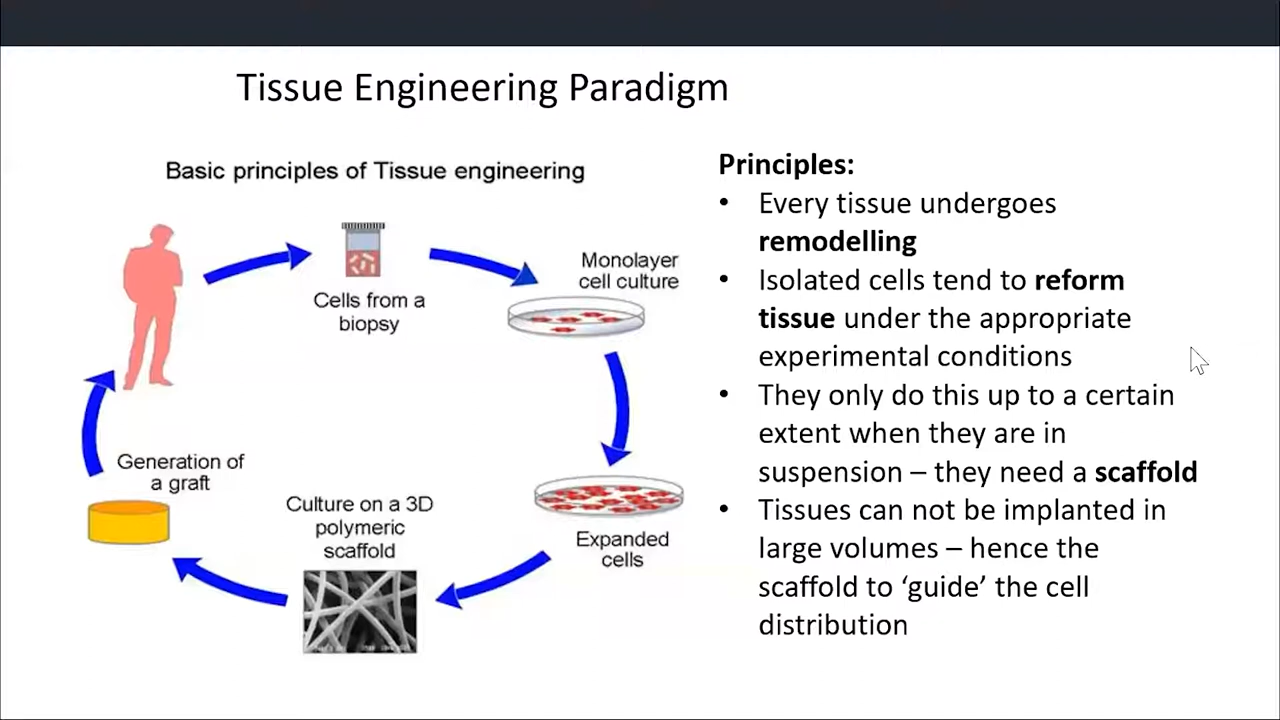 Tissue Engineering Paradigm
Basic principles of Tissue engineering
Cells from a
biopsy
Monolayer
cell culture
Expanded
cells
Culture on a 3D
polymeric
scaffold
Generation of
a graft
Principles:
• Every tissue undergoes
remodelling
• Isolated cells tend to reform
tissue under the appropriate
experimental conditions
• They only do this up to a certain
extent when they are in
suspension – they need a scaffold
• Tissues can not be implanted in
large volumes – hence the
scaffold to ‘guide’ the cell
distribution